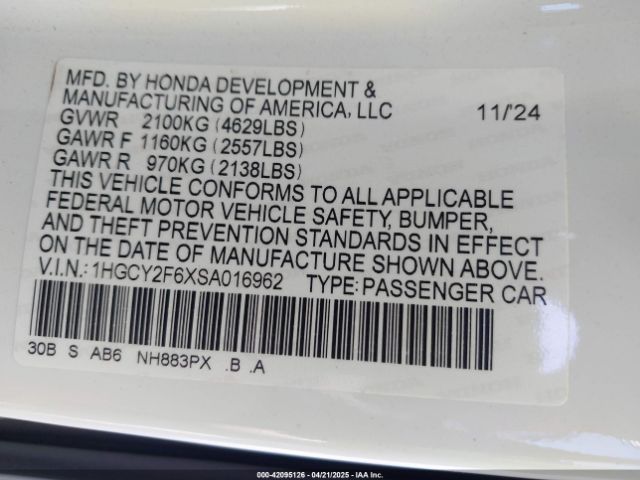 MFD. BY HONDA DEVELOPMENT &
MANUFACTURING OF AMERICA, LLC 11/'24
GVWR 2100KG (4629LBS)
GAWR F 1160KG (2557LBS)
GAWR R 970KG (2138LBS)
THIS VEHICLE CONFORMS TO ALL APPLICABLE
FEDERAL MOTOR VEHICLE SAFETY, BUMPER,
AND THEFT PREVENTION STANDARDS IN EFFECT
ON THE DATE OF MANUFACTURE SHOWN ABOVE.
V.I.N.: 1HGCY2F6XSA016962 TYPE: PASSENGER CAR
30B S AB6 NH883PX .B .A
000-42095126 - 04/21/2025 - IAA Inc.